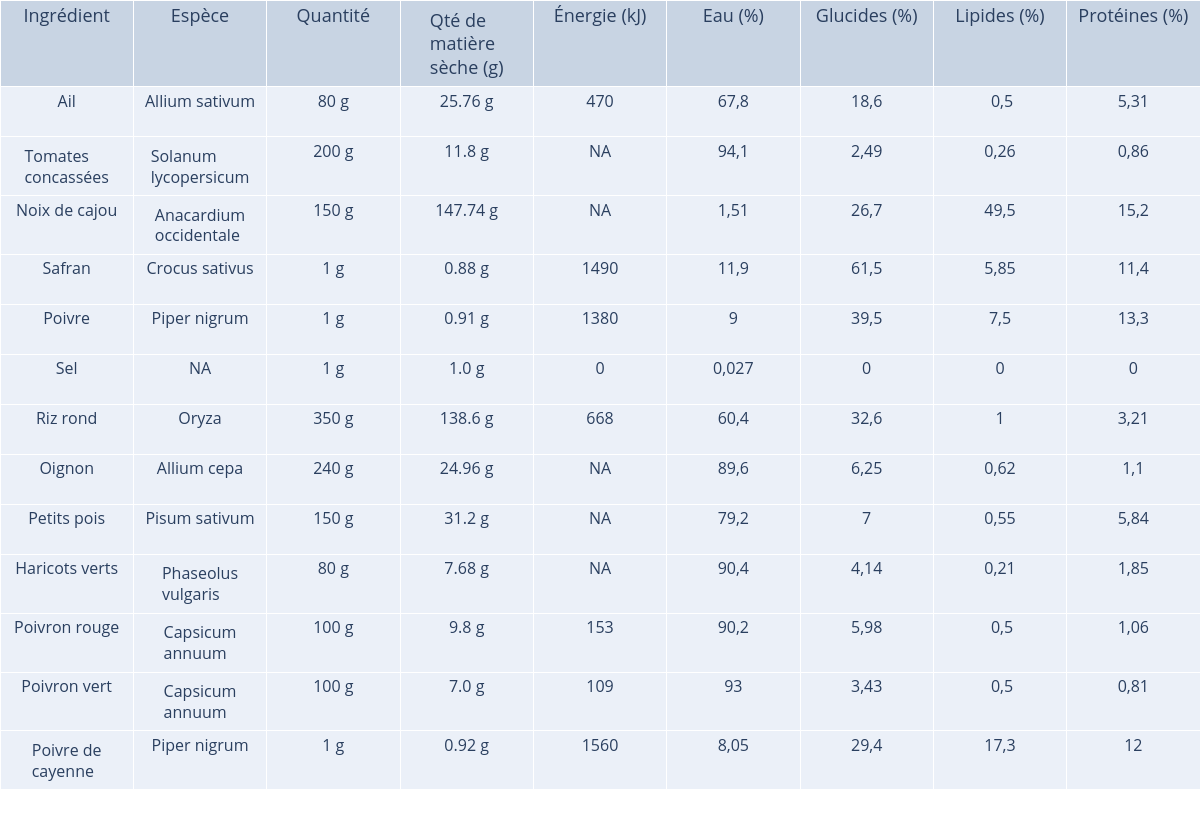 Ingrédient Espèce Quantité Qté de matière sèche (g) Énergie (kJ) Eau (%) Glucides (%) Lipides (%) Protéines (%)
Ail Allium sativum 80 g 25.76 g 470 67,8 18,6 0,5 5,31
Tomates concassées Solanum lycopersicum 200 g 11.8 g NA 94,1 2,49 0,26 0,86
Noix de cajou Anacardium occidentale 150 g 147.74 g NA 1,51 26,7 49,5 15,2
Safran Crocus sativus 1 g 0.88 g 1490 11,9 61,5 5,85 11,4
Poivre Piper nigrum 1 g 0.91 g 1380 9 39,5 7,5 13,3
Sel NA 1 g 1.0 g 0 0,027 0 0 0
Riz rond Oryza 350 g 138.6 g 668 60,4 32,6 1 3,21
Oignon Allium cepa 240 g 24.96 g NA 89,6 6,25 0,62 1,1
Petits pois Pisum sativum 150 g 31.2 g NA 79,2 7 0,55 5,84
Haricots verts Phaseolus vulgaris 80 g 7.68 g NA 90,4 4,14 0,21 1,85
Poivron rouge Capsicum annuum 100 g 9.8 g 153 90,2 5,98 0,5 1,06
Poivron vert Capsicum annuum 100 g 7.0 g 109 93 3,43 0,5 0,81
Poivre de cayenne Piper nigrum 1 g 0.92 g 1560 8,05 29,4 17,3 12